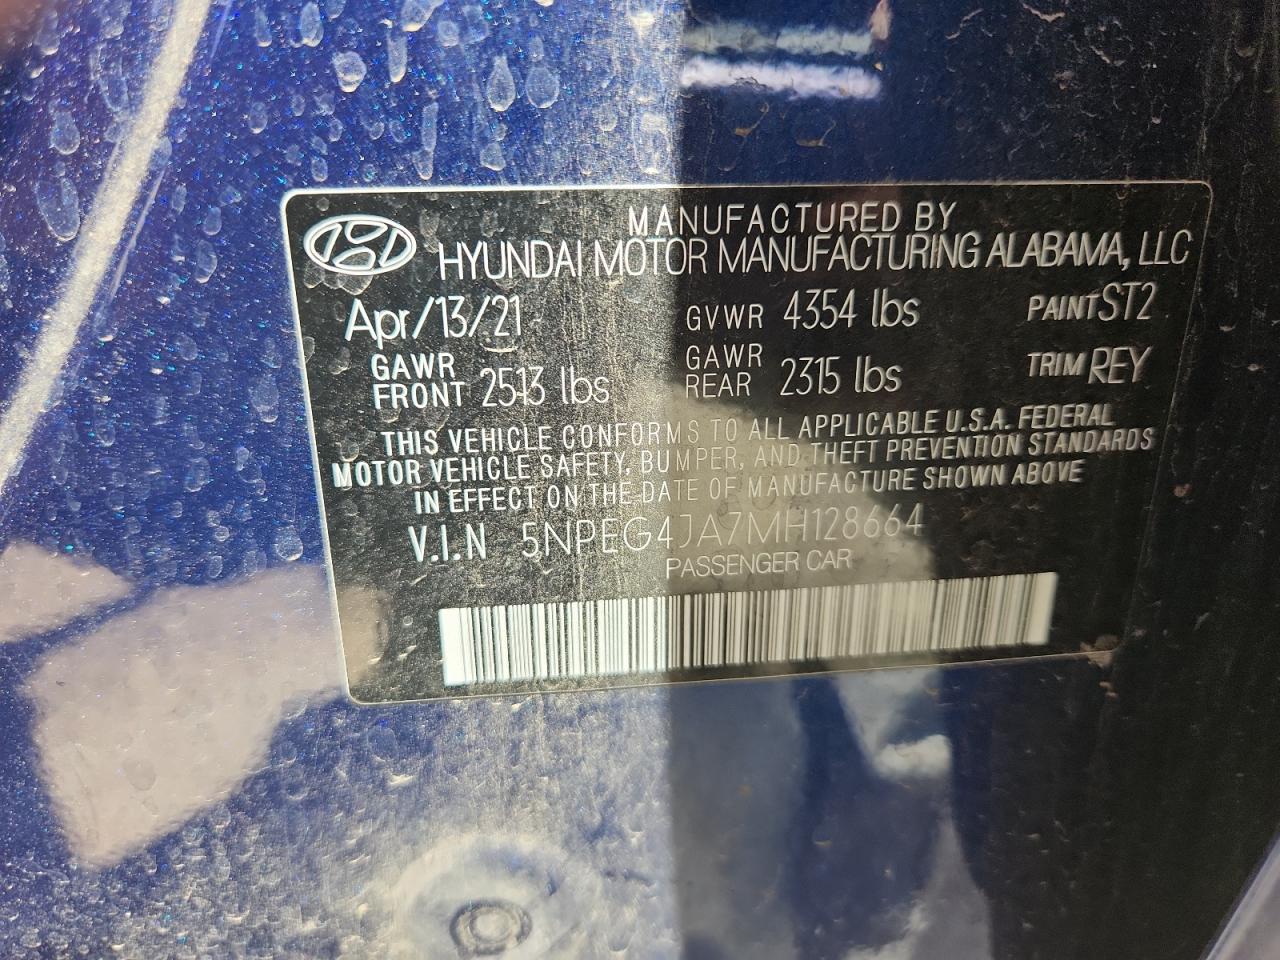 MANUFACTURED BY
HYUNDAI MOTOR MANUFACTURING ALABAMA, LLC
Apr/13/21 GVWR 4354 lbs PAINT ST2
GAWR FRONT 2513 lbs GAWR REAR 2315 lbs TRIM REY
THIS VEHICLE CONFORMS TO ALL APPLICABLE U.S.A. FEDERAL
MOTOR VEHICLE SAFETY, BUMPER, AND THEFT PREVENTION STANDARDS
IN EFFECT ON THE DATE OF MANUFACTURE SHOWN ABOVE
V.I.N 5NPEG4JA7MH128664
PASSENGER CAR